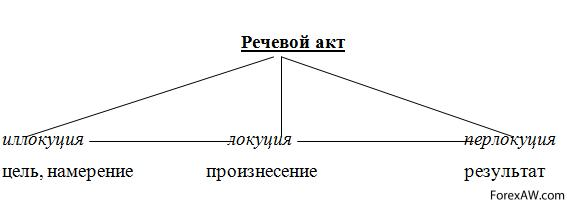 Речевой акт
иллокуция локуция перлокуция
цель, намерение произнесение результат
ForexAW.com